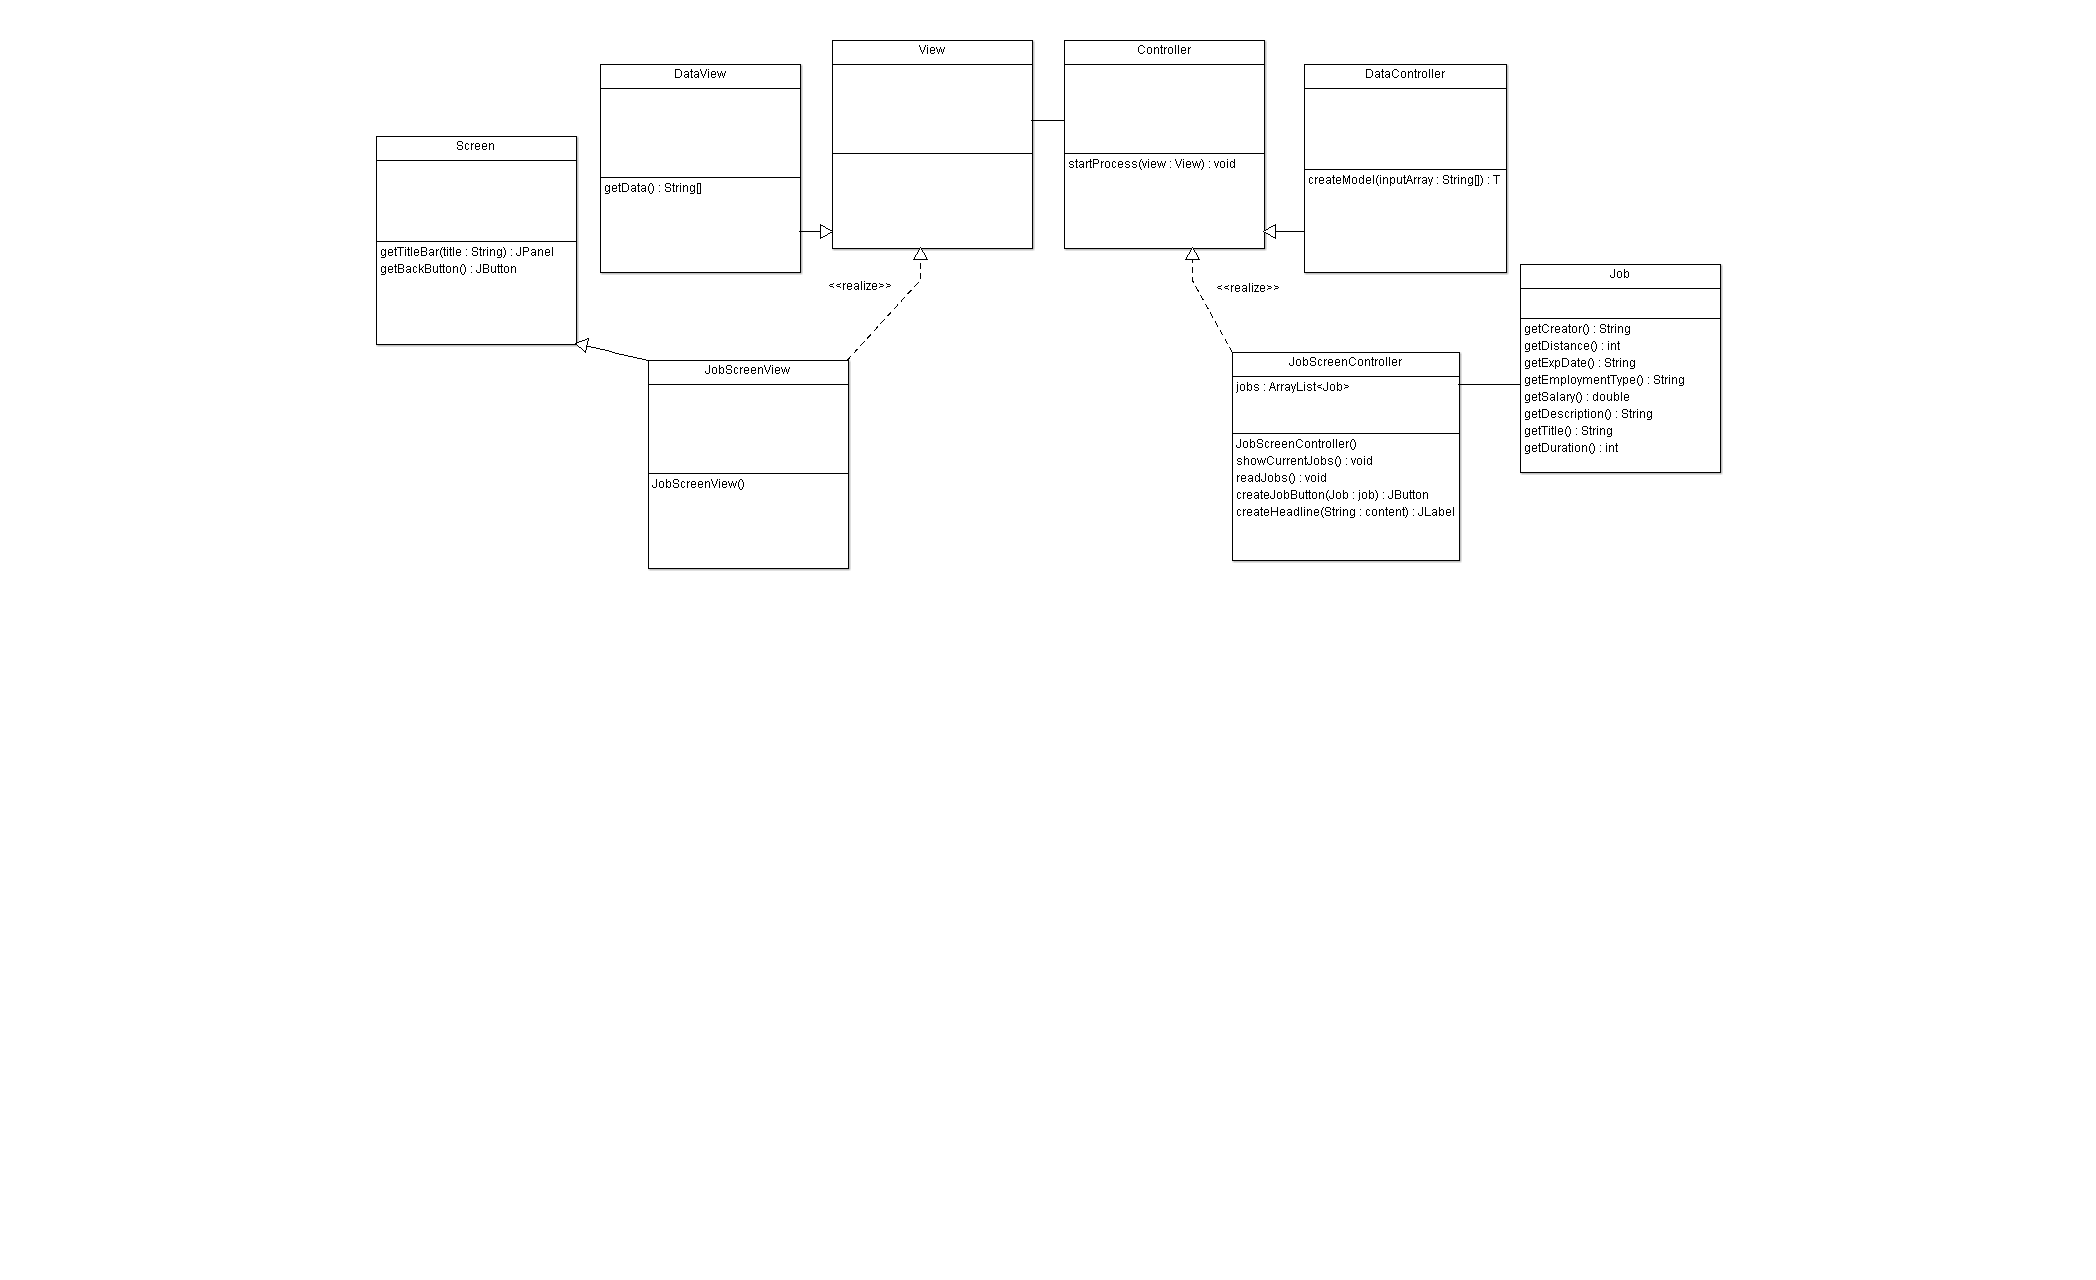 View
Controller
DataView
DataController
Screen
startProcess(view : View) : void
createModel(inputArray : String[]) : T
getData() : String[]
getTitleBar(title : String) : JPanel
getBackButton() : JButton
Job
<<realize>>
<<realize>>
getCreator() : String
getDistance() : int
getExpDate() : String
getEmploymentType() : String
getSalary() : double
getDescription() : String
getTitle() : String
getDuration() : int
JobScreenView
JobScreenView()
JobScreenController
jobs : ArrayList<Job>
JobScreenController()
showCurrentJobs() : void
readJobs() : void
createJobButton(Job : job) : JButton
createHeadline(String : content) : JLabel